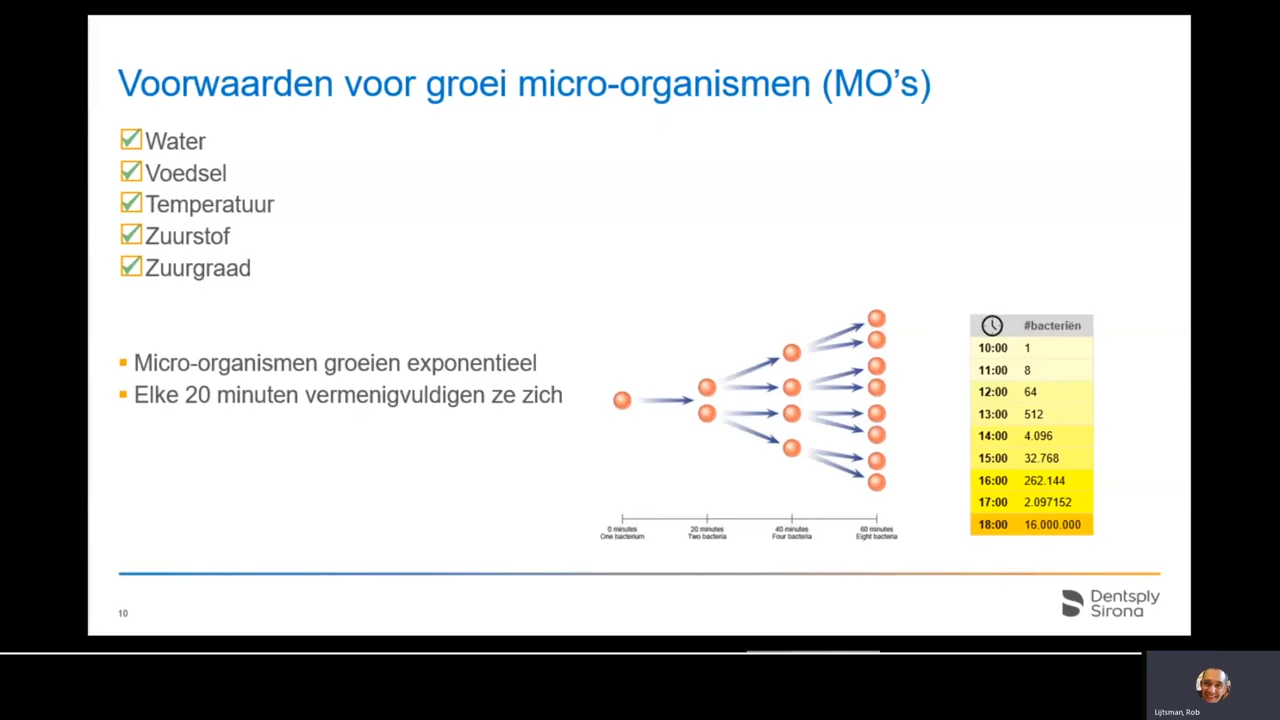 Voorwaarden voor groei micro-organismen (MO's)
Water
Voedsel
Temperatuur
Zuurstof
Zuurgraad
Micro-organismen groeien exponentieel
Elke 20 minuten vermenigvuldigen ze zich
0 minutes 20 minutes 40 minutes 60 minutes
One bacterium Two bacteria Four bacteria Eight bacteria
#bacteriën
10:00 1
11:00 8
12:00 64
13:00 512
14:00 4.096
15:00 32.768
16:00 262.144
17:00 2.097152
18:00 16.000.000
10
Dentsply
Sirona
Lijtsman, Rob